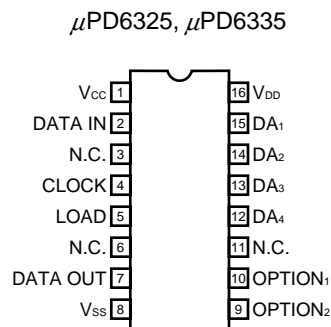 μPD6325, μPD6335
VCC 1 16 VDD
DATA IN 2 15 DA1
N.C. 3 14 DA2
CLOCK 4 13 DA3
LOAD 5 12 DA4
N.C. 6 11 N.C.
DATA OUT 7 10 OPTION1
VSS 8 9 OPTION2